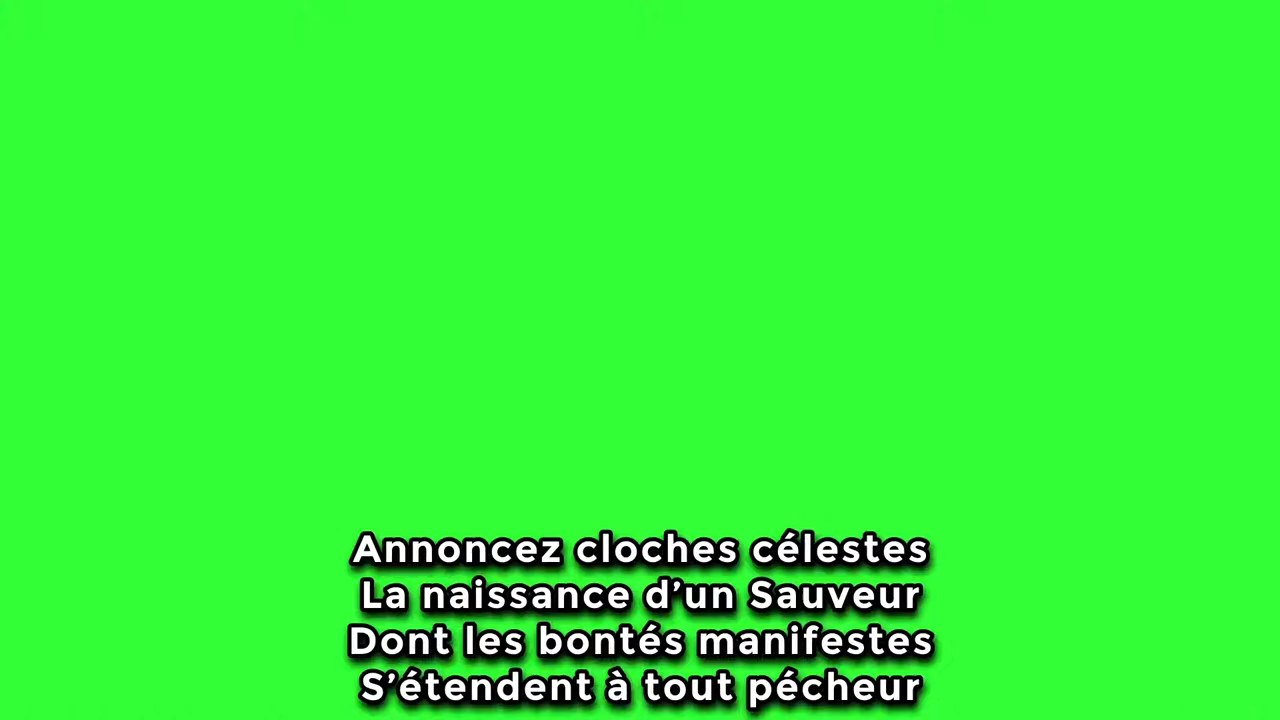 Annoncez cloches célestes
La naissance d’un Sauveur
Dont les bontés manifestes
S’étendent à tout pécheur